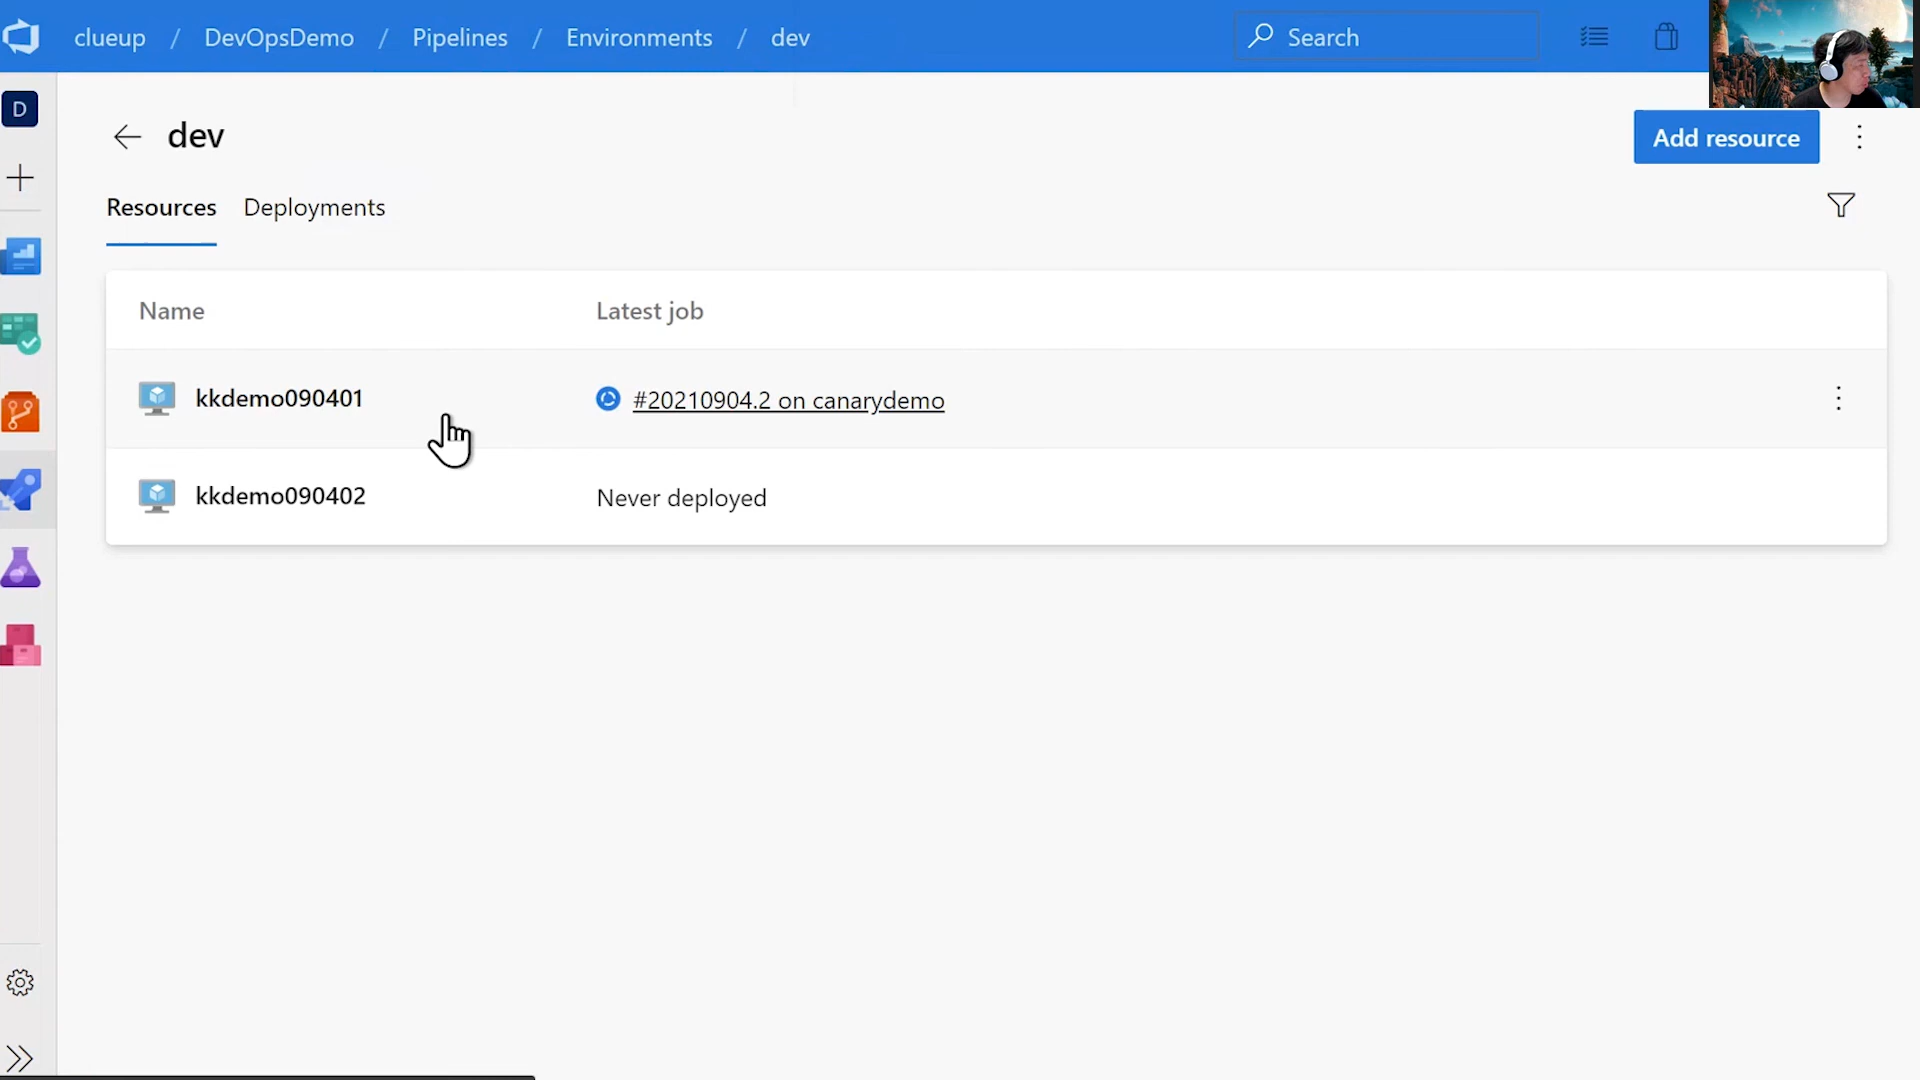 clueup / DevOpsDemo / Pipelines / Environments / dev
Search
D
dev
Add resource
Resources Deployments
Name Latest job
kkdemo090401 #20210904.2 on canarydemo
kkdemo090402 Never deployed